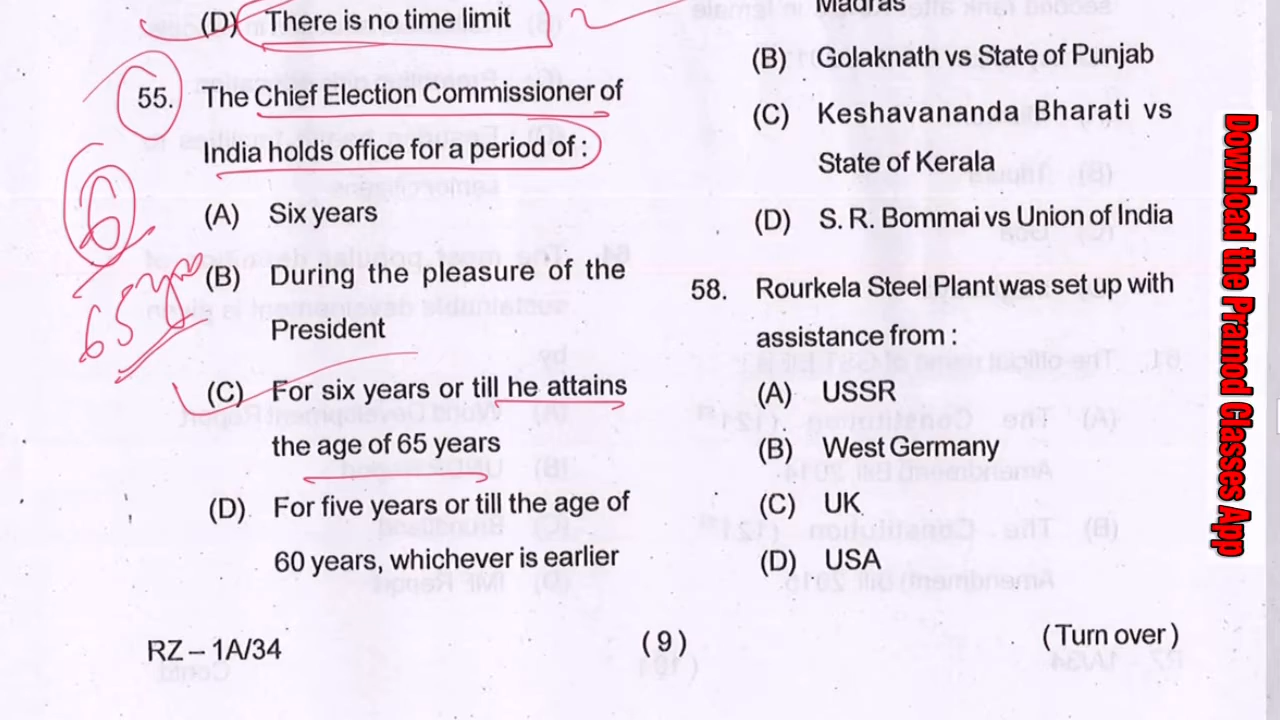 (D) There is no time limit
55. The Chief Election Commissioner of
India holds office for a period of :
(A) Six years
(B) During the pleasure of the
President
(C) For six years or till he attains
the age of 65 years
(D) For five years or till the age of
60 years, whichever is earlier
6
65 years
RZ – 1A/34
Madras
(B) Golaknath vs State of Punjab
(C) Keshavananda Bharati vs
State of Kerala
(D) S. R. Bommai vs Union of India
58. Rourkela Steel Plant was set up with
assistance from :
(A) USSR
(B) West Germany
(C) UK
(D) USA
( 9 )
( Turn over )
Download the Pramod Classes App